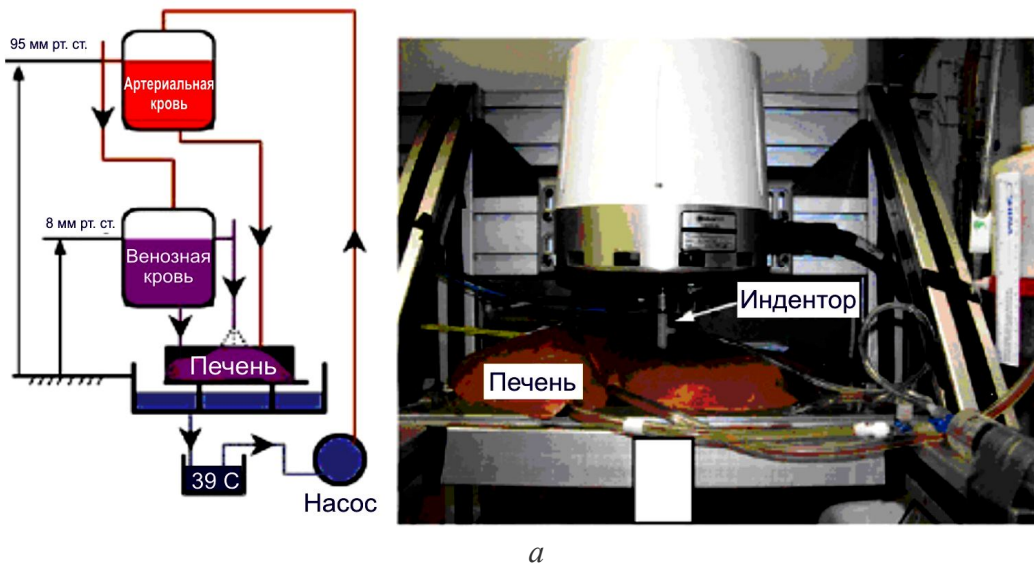 95 мм рт. ст.
Артериальная
кровь
8 мм рт. ст.
Венозная
кровь
Печень
39 С
Насос
Индентор
Печень
а